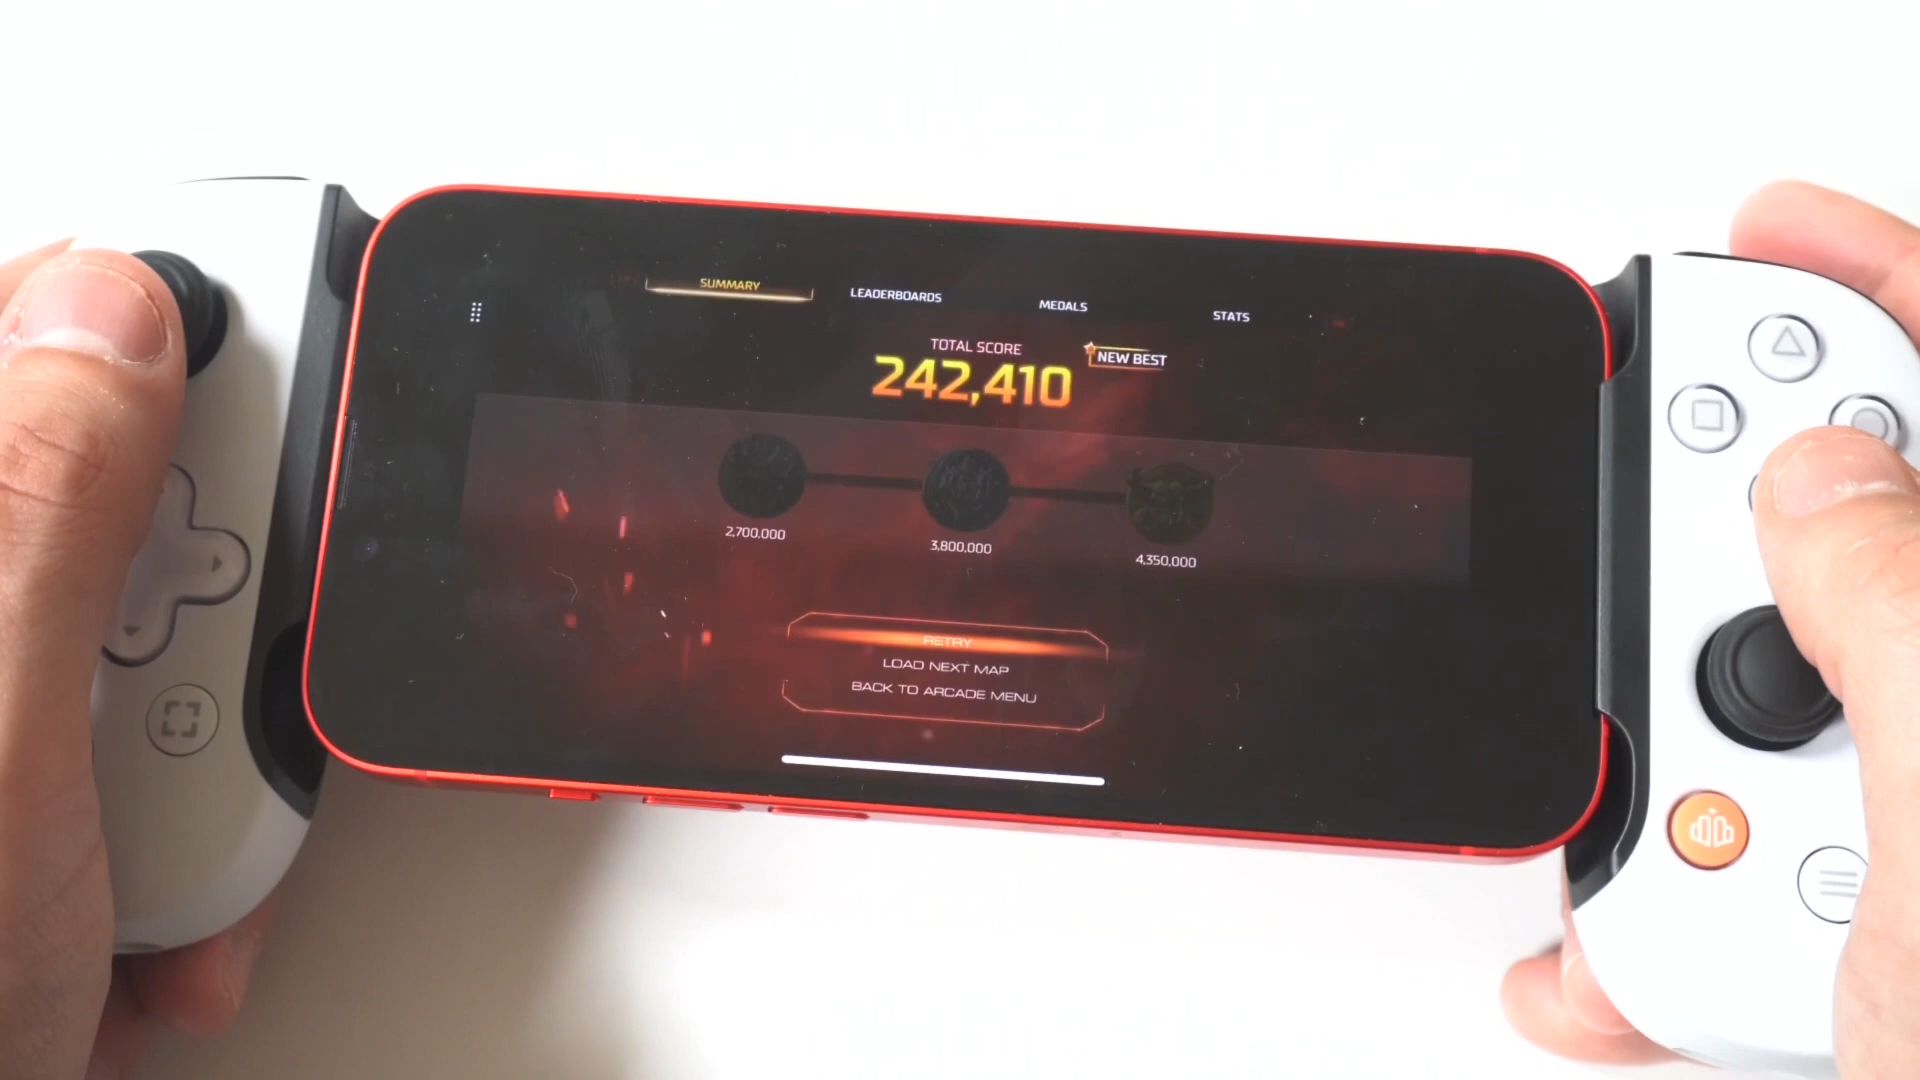 SUMMARY
LEADERBOARDS
MEDALS
STATS
TOTAL SCORE
NEW BEST
242,410
2,700,000
3,800,000
4,350,000
RETRY
LOAD NEXT MAP
BACK TO ARCADE MENU